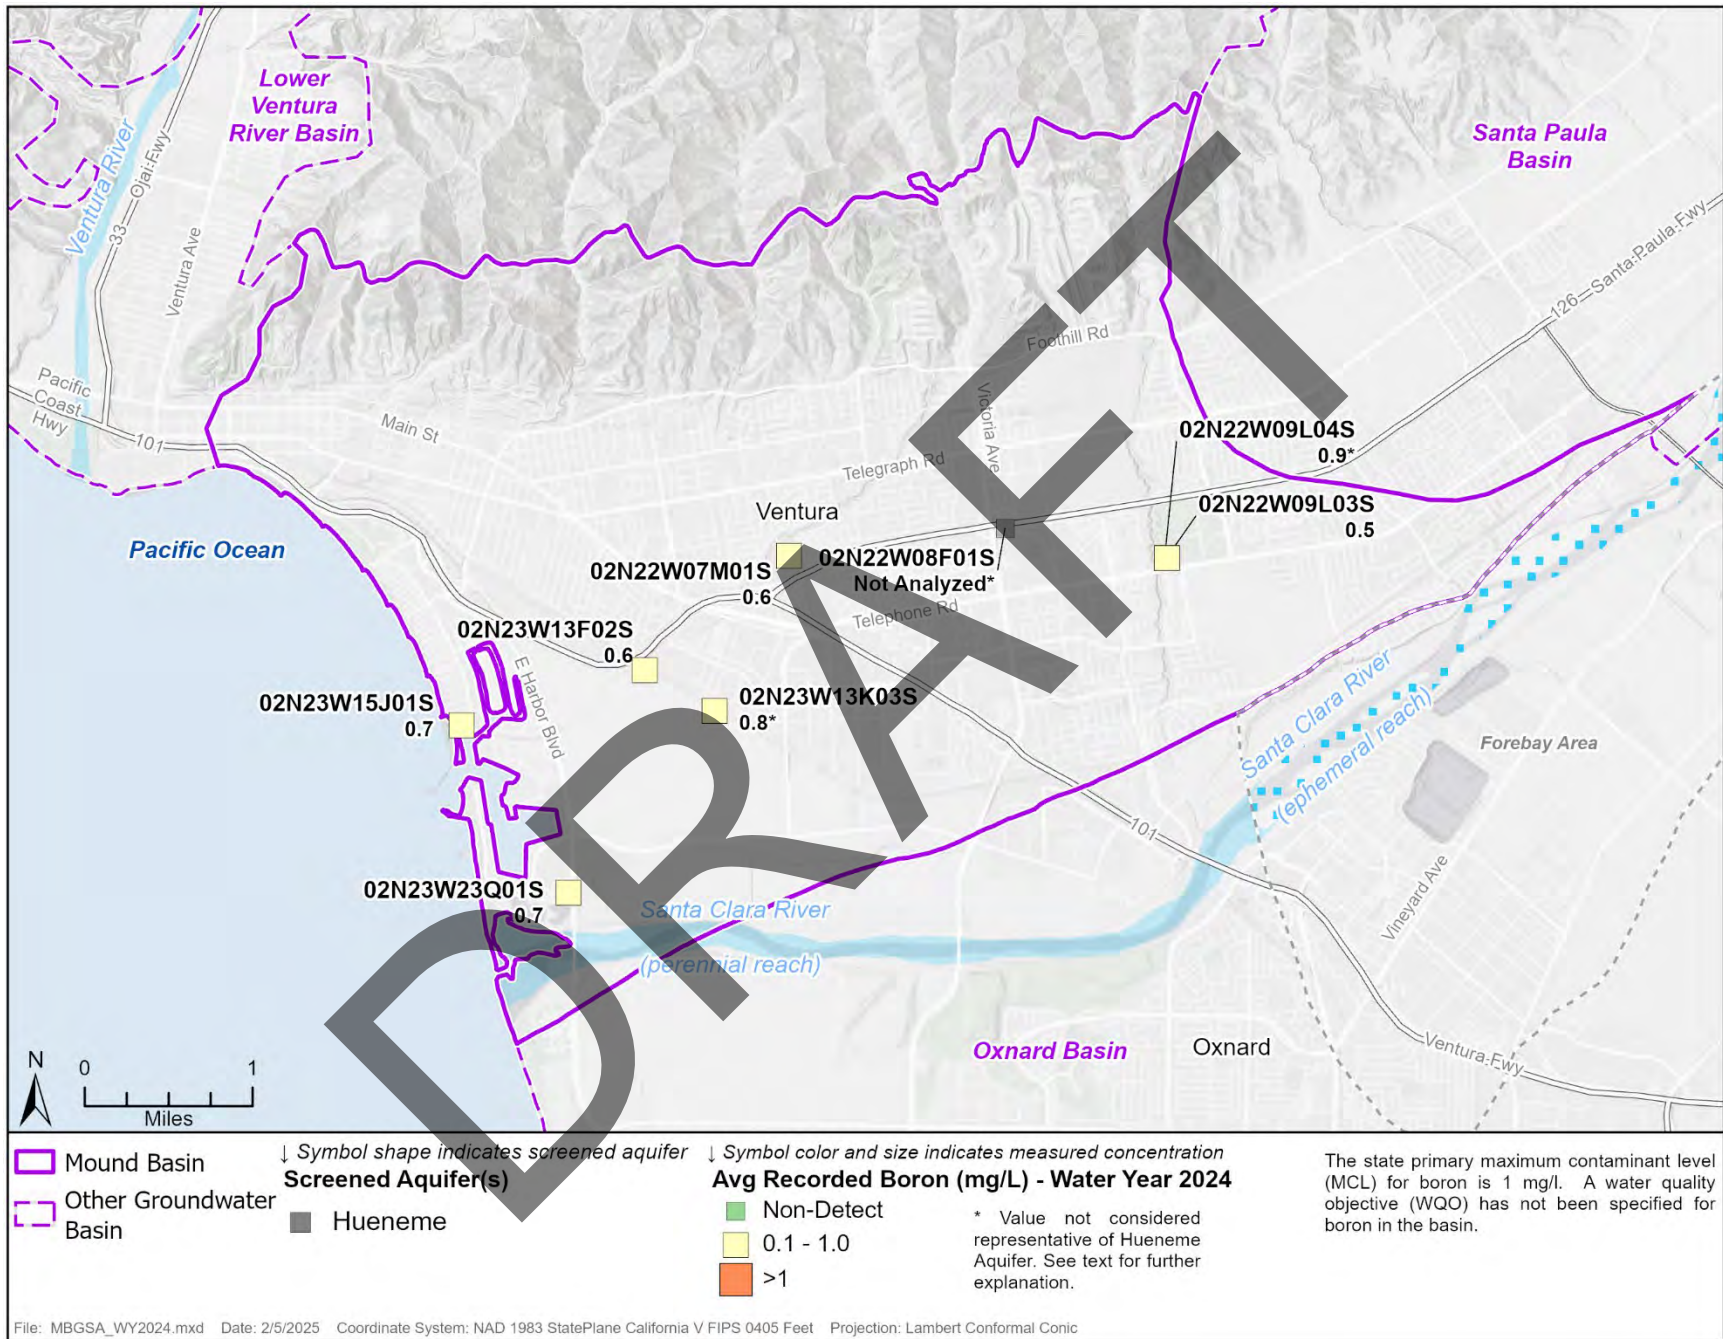 Lower
Ventura
River Basin
Santa Paula
Basin
Ventura River
33
Ojai-Fwy
Ventura Ave
126
Santa-Paula-Fwy
Foothill Rd
Pacific
Coast
Hwy
101
Main St
Victoria Ave
Telegraph Rd
02N22W09L04S
0.9*
02N22W09L03S
0.5
Ventura
Pacific Ocean
02N22W07M01S
0.6
02N22W08F01S
Not Analyzed*
Telephone Rd
02N23W13F02S
0.6
E Harbor Blvd
02N23W15J01S
0.7
02N23W13K03S
0.8*
Santa Clara River
(ephemeral reach)
Forebay Area
101
Vineyard Ave
02N23W23Q01S
0.7
Santa Clara River
(perennial reach)
Oxnard Basin
Oxnard
Ventura-Fwy
DRAFT
N
0 1
Miles
Mound Basin
Other Groundwater
Basin
↓ Symbol shape indicates screened aquifer
Screened Aquifer(s)
Hueneme
↓ Symbol color and size indicates measured concentration
Avg Recorded Boron (mg/L) - Water Year 2024
Non-Detect
0.1 - 1.0
>1
* Value not considered
representative of Hueneme
Aquifer. See text for further
explanation.
The state primary maximum contaminant level
(MCL) for boron is 1 mg/l. A water quality
objective (WQO) has not been specified for
boron in the basin.
File: MBGSA_WY2024.mxd Date: 2/5/2025 Coordinate System: NAD 1983 StatePlane California V FIPS 0405 Feet Projection: Lambert Conformal Conic